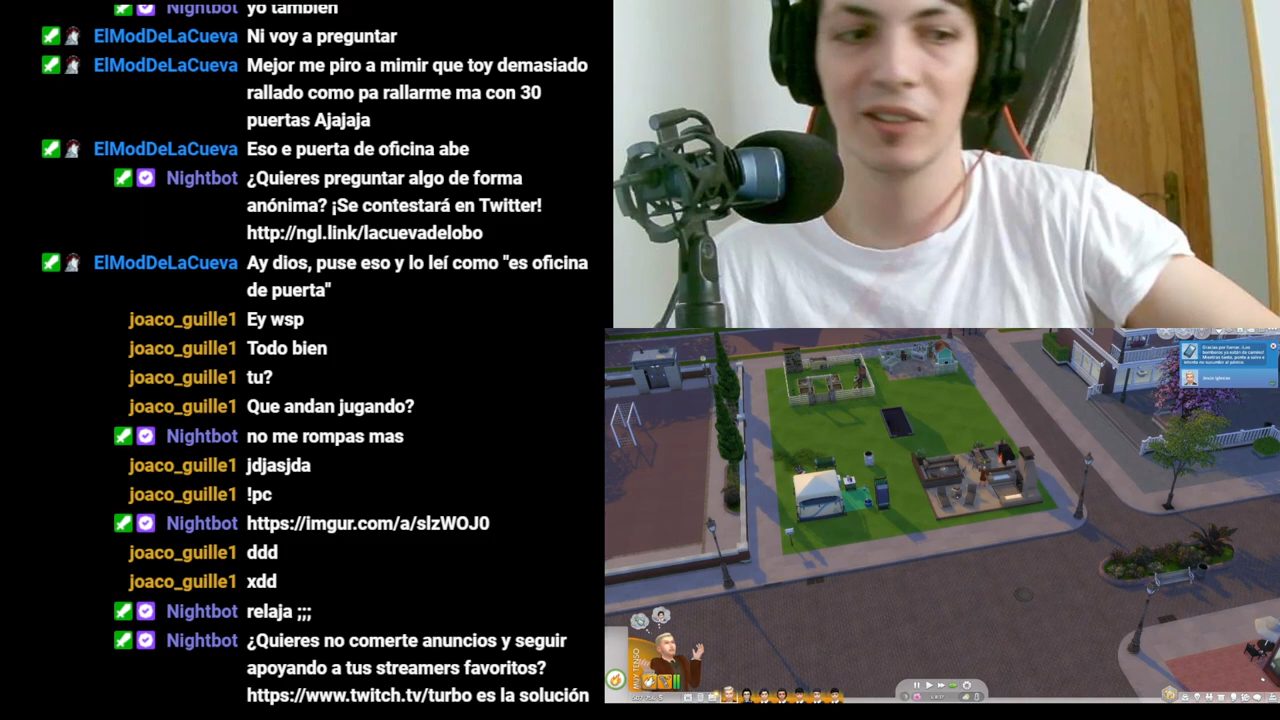 Nightbot yo también
ElModDeLaCueva Ni voy a preguntar
ElModDeLaCueva Mejor me piro a mimir que toy demasiado
rallado como pa rallarme ma con 30
puertas Ajajaja
ElModDeLaCueva Eso e puerta de oficina abe
Nightbot ¿Quieres preguntar algo de forma
anónima? ¡Se contestará en Twitter!
http://ngl.link/lacuevadelobo
ElModDeLaCueva Ay dios, puse eso y lo leí como "es oficina
de puerta"
joaco_guille1 Ey wsp
joaco_guille1 Todo bien
joaco_guille1 tu?
joaco_guille1 Que andan jugando?
Nightbot no me rompas mas
joaco_guille1 jdjasjda
joaco_guille1 !pc
Nightbot https://imgur.com/a/slzWOJ0
joaco_guille1 ddd
joaco_guille1 xdd
Nightbot relaja ;;;
Nightbot ¿Quieres no comerte anuncios y seguir
apoyando a tus streamers favoritos?
https://www.twitch.tv/turbo es la solución
MUY TENSO